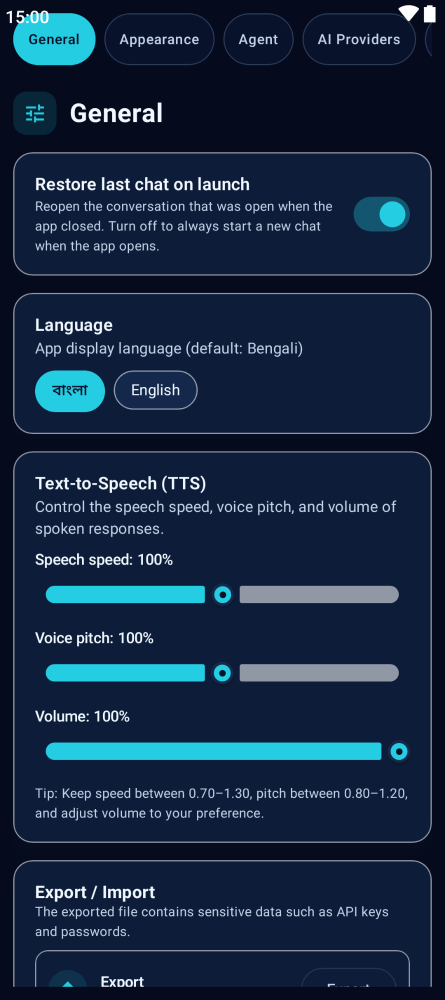 15:00
General
Appearance
Agent
AI Providers
General
Restore last chat on launch
Reopen the conversation that was open when the
app closed. Turn off to always start a new chat
when the app opens.
Language
App display language (default: Bengali)
বাংলা
English
Text-to-Speech (TTS)
Control the speech speed, voice pitch, and volume of
spoken responses.
Speech speed: 100%
Voice pitch: 100%
Volume: 100%
Tip: Keep speed between 0.70–1.30, pitch between 0.80–1.20,
and adjust volume to your preference.
Export / Import
The exported file contains sensitive data such as API keys
and passwords.
Export
Export